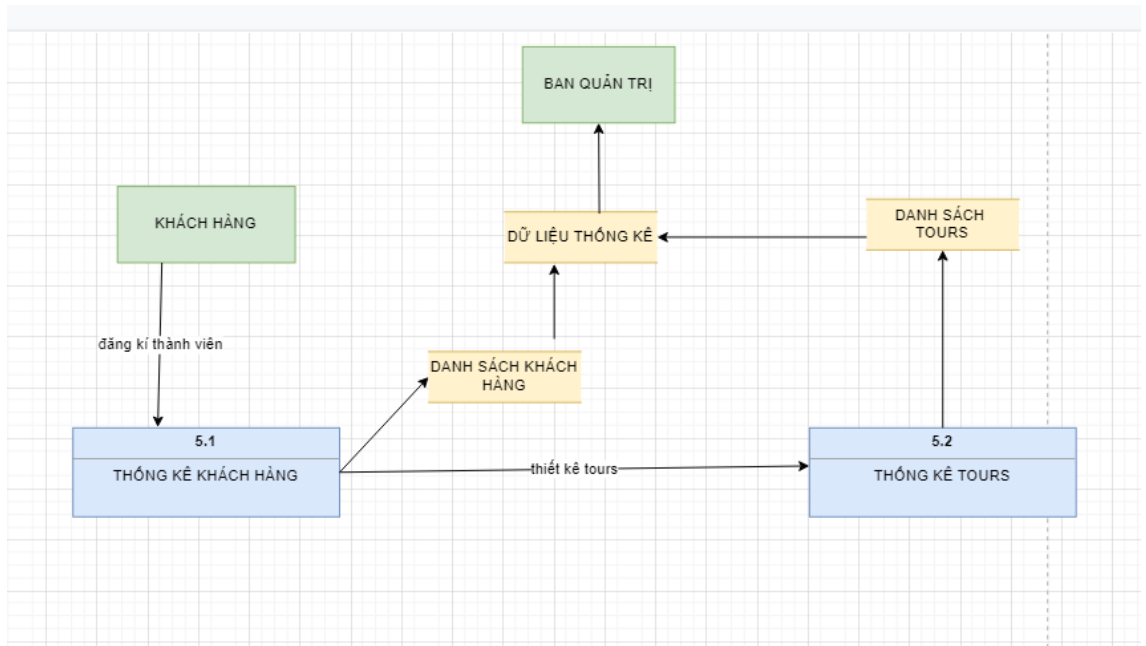 BAN QUẢN TRỊ
KHÁCH HÀNG
DỮ LIỆU THỐNG KÊ
DANH SÁCH
TOURS
đăng kí thành viên
DANH SÁCH KHÁCH
HÀNG
5.1
THỐNG KÊ KHÁCH HÀNG
thiết kê tours
5.2
THỐNG KÊ TOURS